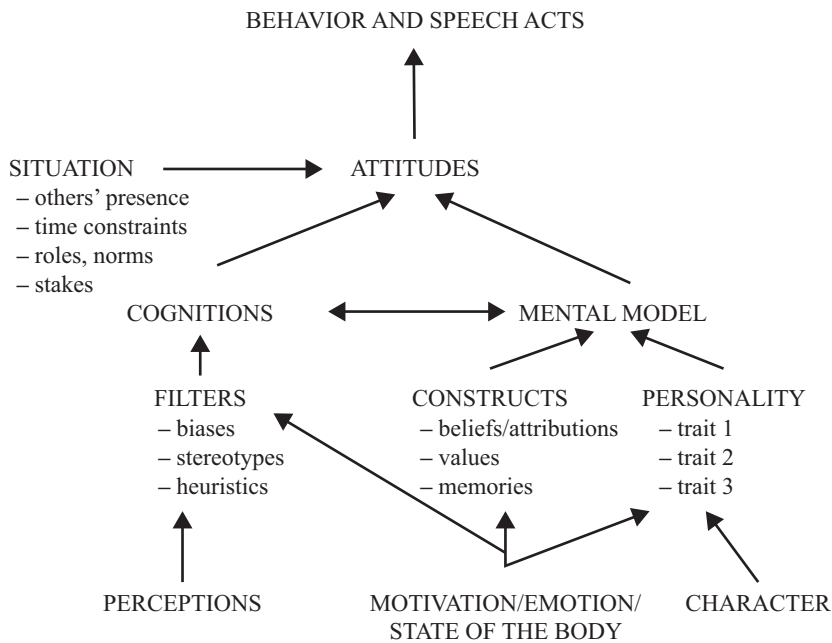 BEHAVIOR AND SPEECH ACTS
SITUATION
– others’ presence
– time constraints
– roles, norms
– stakes
ATTITUDES
COGNITIONS
MENTAL MODEL
FILTERS
– biases
– stereotypes
– heuristics
CONSTRUCTS
– beliefs/attributions
– values
– memories
PERSONALITY
– trait 1
– trait 2
– trait 3
PERCEPTIONS
MOTIVATION/EMOTION/
STATE OF THE BODY
CHARACTER